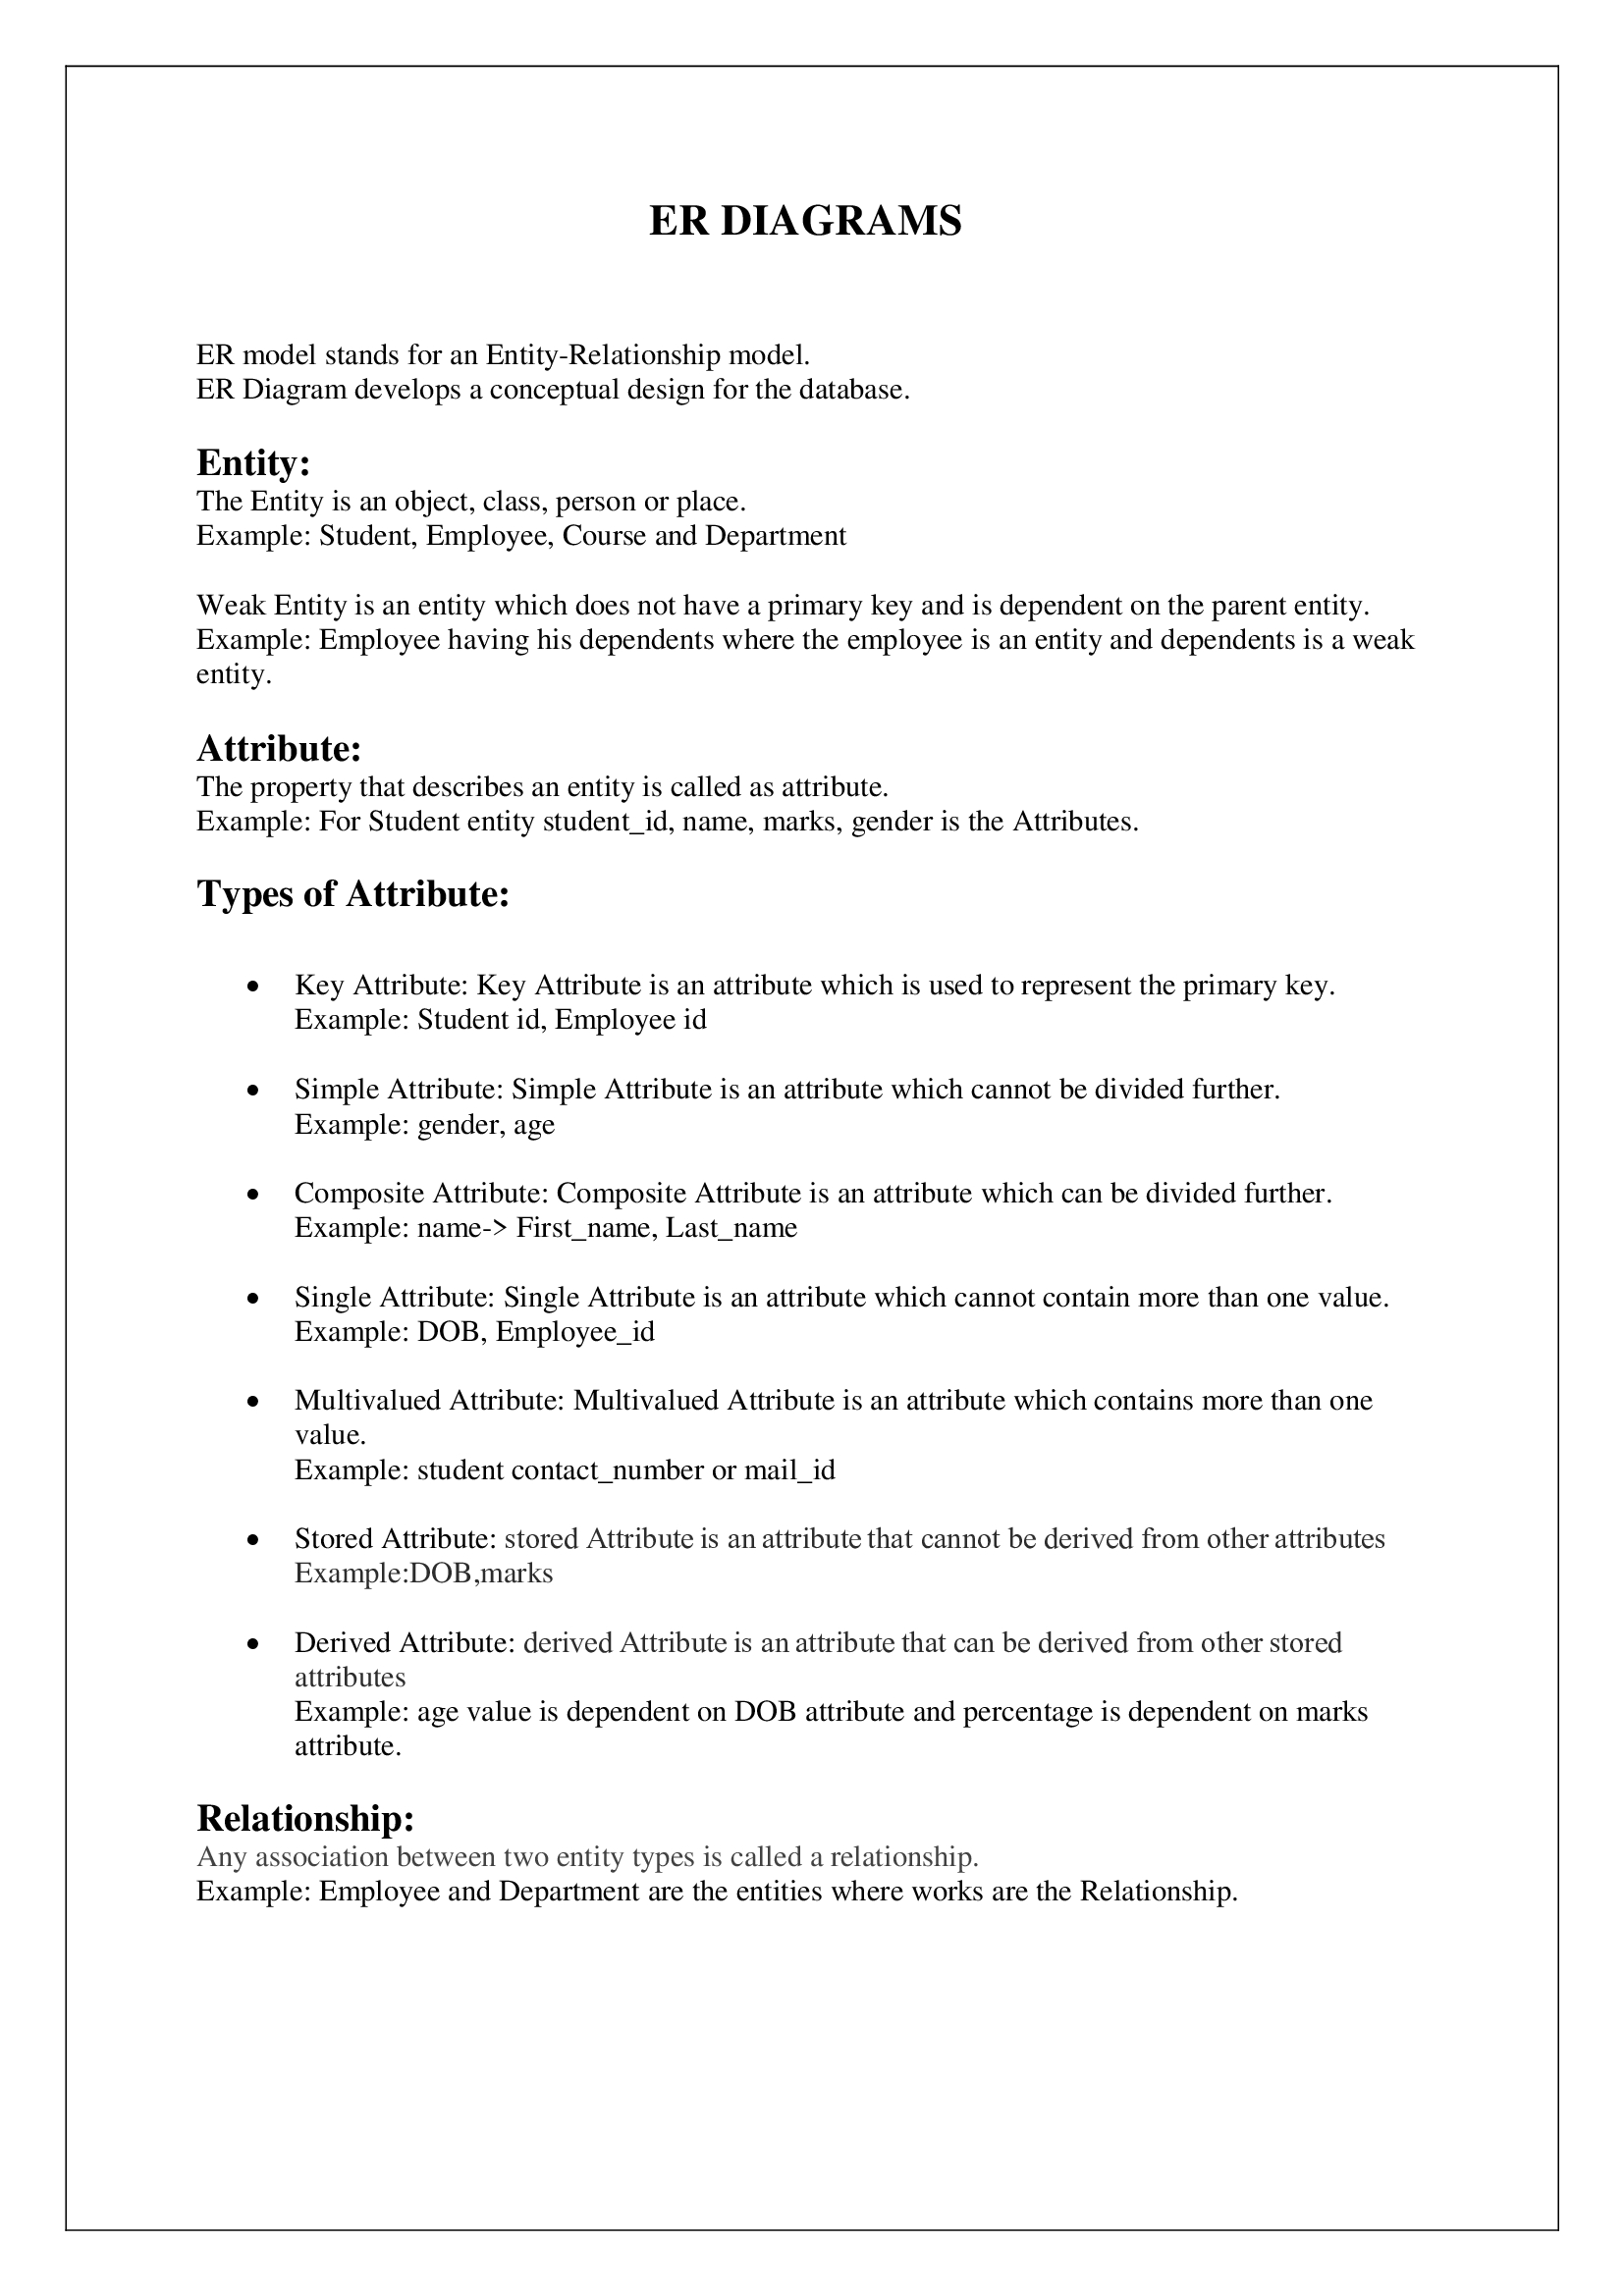 ER DIAGRAMS
ER model stands for an Entity-Relationship model.
ER Diagram develops a conceptual design for the database.
Entity:
The Entity is an object, class, person or place.
Example: Student, Employee, Course and Department
Weak Entity is an entity which does not have a primary key and is dependent on the parent entity.
Example: Employee having his dependents where the employee is an entity and dependents is a weak
entity.
Attribute:
The property that describes an entity is called as attribute.
Example: For Student entity student_id, name, marks, gender is the Attributes.
Types of Attribute:
• Key Attribute: Key Attribute is an attribute which is used to represent the primary key.
Example: Student id, Employee id
• Simple Attribute: Simple Attribute is an attribute which cannot be divided further.
Example: gender, age
• Composite Attribute: Composite Attribute is an attribute which can be divided further.
Example: name-> First_name, Last_name
• Single Attribute: Single Attribute is an attribute which cannot contain more than one value.
Example: DOB, Employee_id
• Multivalued Attribute: Multivalued Attribute is an attribute which contains more than one
value.
Example: student contact_number or mail_id
• Stored Attribute: stored Attribute is an attribute that cannot be derived from other attributes
Example:DOB,marks
• Derived Attribute: derived Attribute is an attribute that can be derived from other stored
attributes
Example: age value is dependent on DOB attribute and percentage is dependent on marks
attribute.
Relationship:
Any association between two entity types is called a relationship.
Example: Employee and Department are the entities where works are the Relationship.